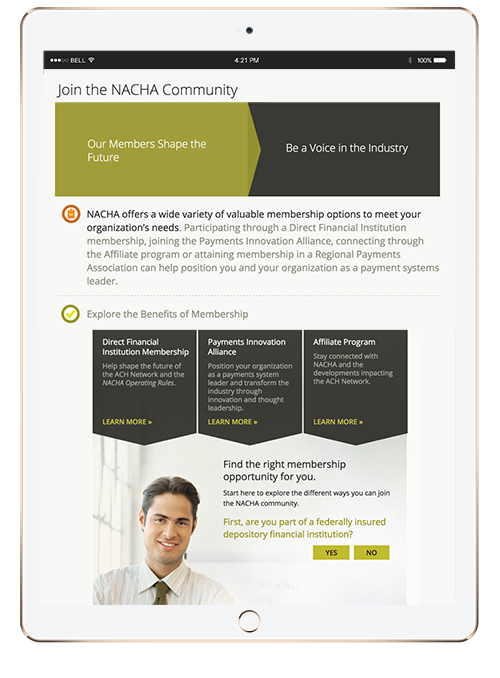 BELL
4:21 PM
100%
Join the NACHA Community
Our Members Shape the
Future
Be a Voice in the Industry
NACHA offers a wide variety of valuable membership options to meet your
organization's needs. Participating through a Direct Financial Institution
membership, joining the Payments Innovation Alliance, connecting through
the Affiliate program or attaining membership in a Regional Payments
Association can help position you and your organization as a payment systems
leader.
Explore the Benefits of Membership
Direct Financial
Institution Membership
Help shape the future of
the ACH Network and the
NACHA Operating Rules.
LEARN MORE »
Payments Innovation
Alliance
Position your organization
as a payments system
leader and transform the
Industry through
innovation and thought
leadership.
LEARN MORE »
Affiliate Program
Stay connected with
NACHA and the
developments impacting
the ACH Network.
LEARN MORE »
Find the right membership
opportunity for you.
Start here to explore the different ways you can join
the NACHA community.
First, are you part of a federally insured
depository financial institution?
YES
NO